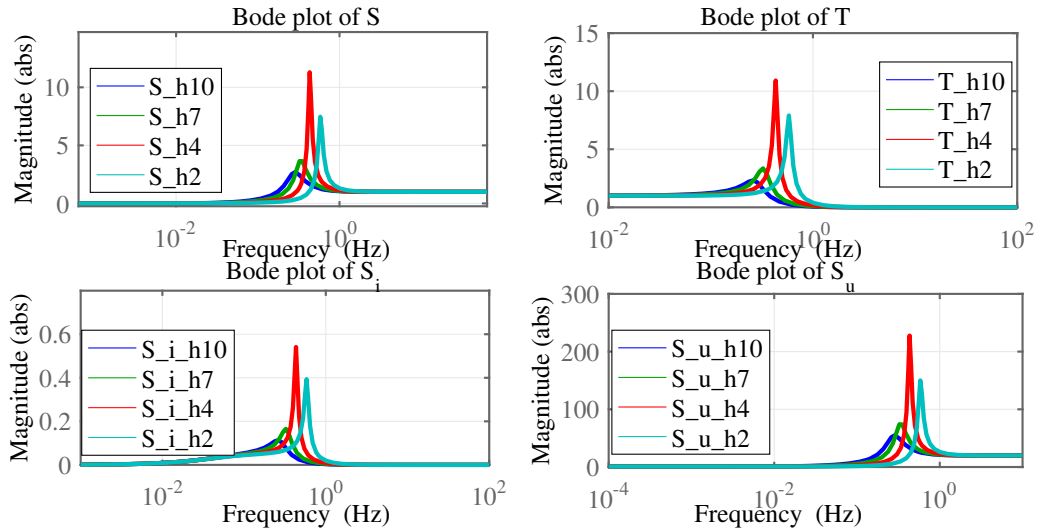 Bode plot of S
Magnitude (abs)
10
5
0
S_h10
S_h7
S_h4
S_h2
10^-2
10^0
Frequency (Hz)
Bode plot of T
Magnitude (abs)
15
10
5
0
T_h10
T_h7
T_h4
T_h2
10^-2
10^0
10^2
Frequency (Hz)
Bode plot of S_i
Magnitude (abs)
0.6
0.4
0.2
0
S_i_h10
S_i_h7
S_i_h4
S_i_h2
10^-2
10^0
10^2
Frequency (Hz)
Bode plot of S_u
Magnitude (abs)
300
200
100
0
S_u_h10
S_u_h7
S_u_h4
S_u_h2
10^-4
10^-2
10^0
Frequency (Hz)